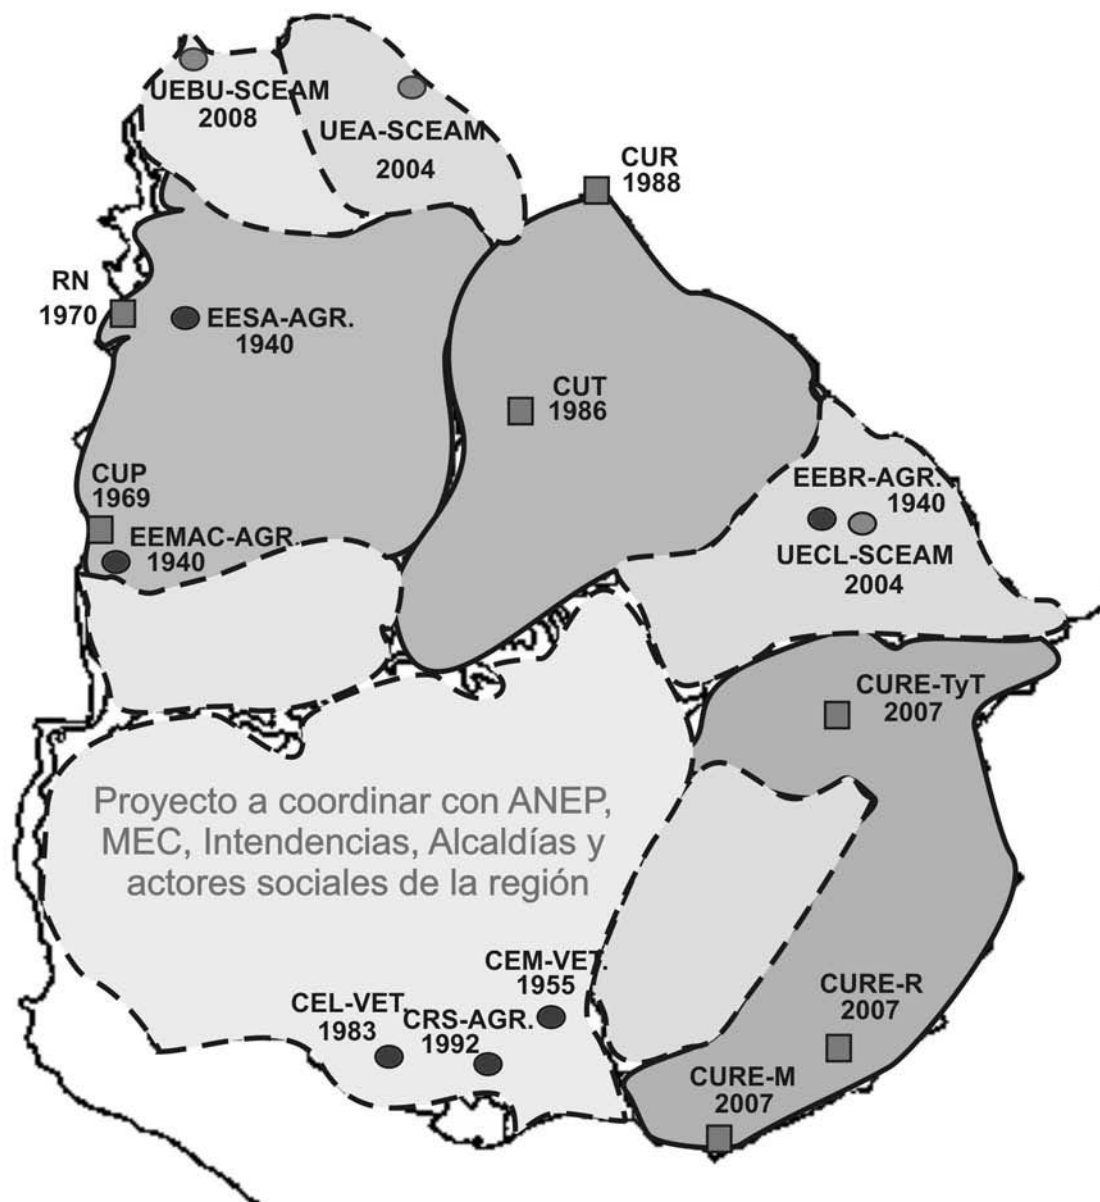 UEBU-SCEAM
2008
UEA-SCEAM
2004
CUR
1988
RN
1970
EESA-AGR.
1940
CUT
1986
CUP
1969
EEMAC-AGR.
1940
EEBR-AGR.
1940
UECL-SCEAM
2004
CURE-TyT
2007
Proyecto a coordinar con ANEP,
MEC, Intendencias, Alcaldías y
actores sociales de la región
CEM-VET.
1955
CEL-VET.
1983
CRS-AGR.
1992
CURE-R
2007
CURE-M
2007